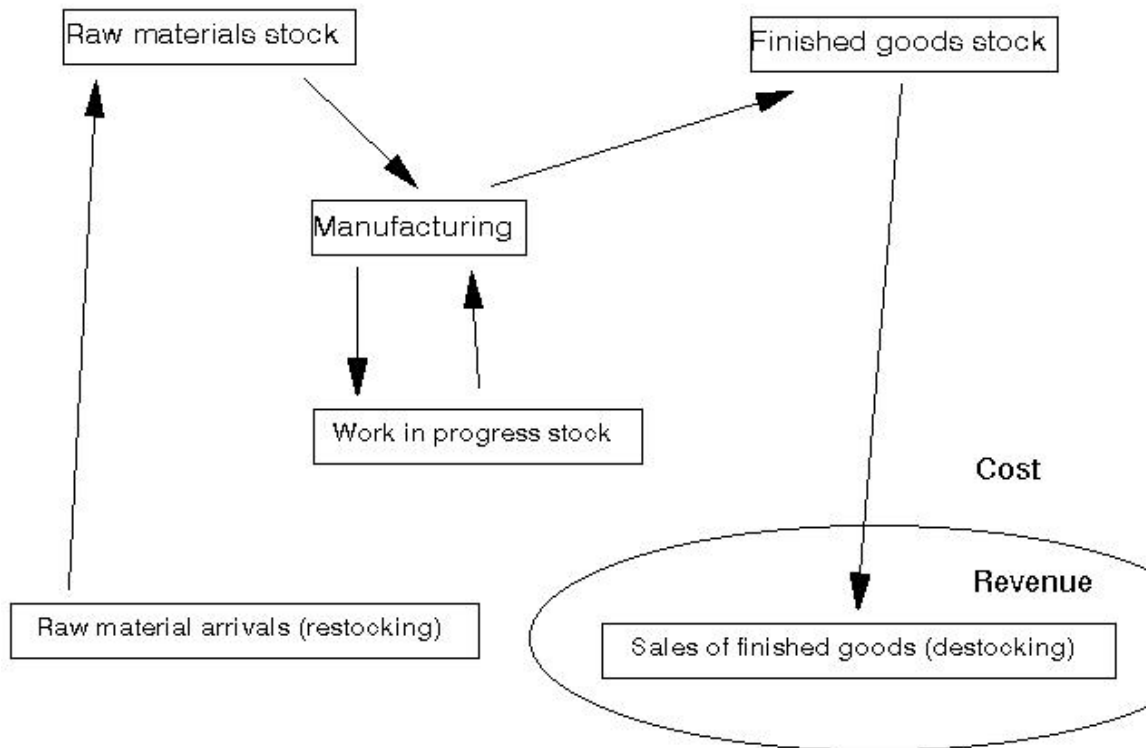 Raw materials stock
Finished goods stock
Manufacturing
Work in progress stock
Cost
Revenue
Raw material arrivals (restocking)
Sales of finished goods (destocking)